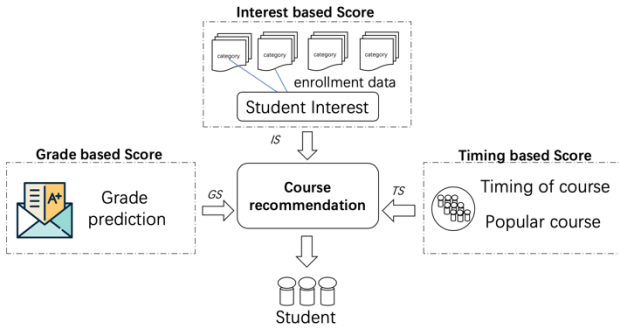 Interest based Score
category category category category
enrollment data
Student Interest
IS
Grade based Score
A+
Grade
prediction
GS
Course
recommendation
TS
Timing based Score
Timing of course
Popular course
Student